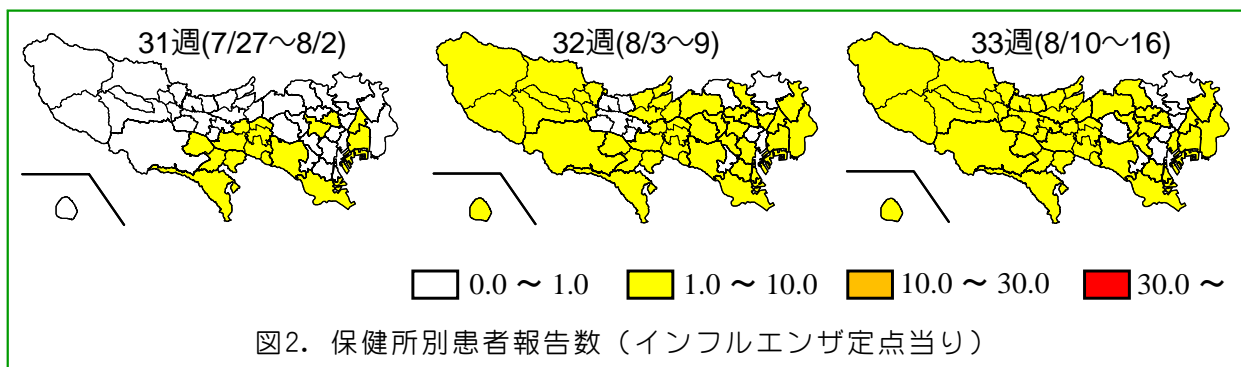 31週(7/27～8/2)
32週(8/3～9)
33週(8/10～16)
0.0 ～ 1.0
1.0 ～ 10.0
10.0 ～ 30.0
30.0 ～
図2. 保健所別患者報告数（インフルエンザ定点当り）